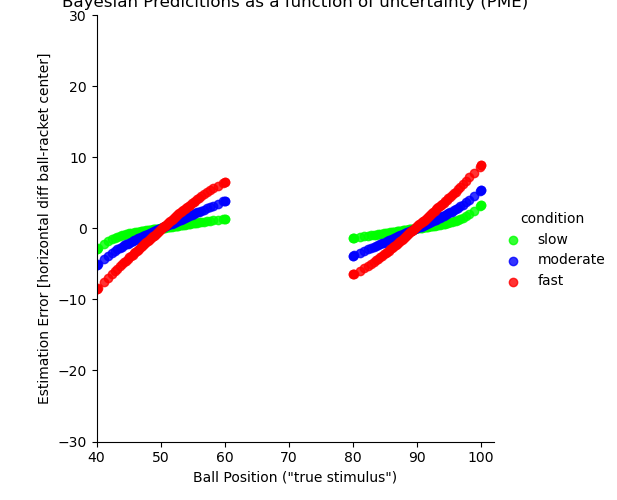 Bayesian Predicitions as a function of uncertainty (PME)
30
20
10
0
−10
−20
−30
Estimation Error [horizontal diff ball-racket center]
40 50 60 70 80 90 100
Ball Position ("true stimulus")
condition
slow
moderate
fast